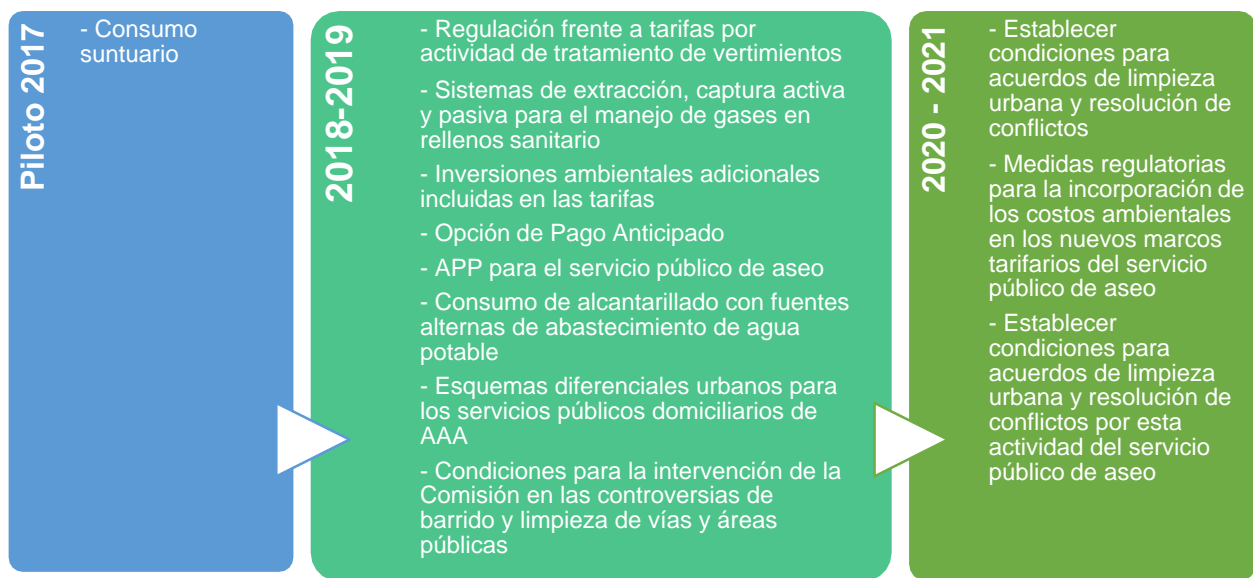 Piloto 2017
- Consumo
suntuario
2018-2019
- Regulación frente a tarifas por
actividad de tratamiento de vertimientos
- Sistemas de extracción, captura activa
y pasiva para el manejo de gases en
rellenos sanitario
- Inversiones ambientales adicionales
incluidas en las tarifas
- Opción de Pago Anticipado
- APP para el servicio público de aseo
- Consumo de alcantarillado con fuentes
alternas de abastecimiento de agua
potable
- Esquemas diferenciales urbanos para
los servicios públicos domiciliarios de
AAA
- Condiciones para la intervención de la
Comisión en las controversias de
barrido y limpieza de vías y áreas
públicas
2020 - 2021
- Establecer
condiciones para
acuerdos de limpieza
urbana y resolución de
conflictos
- Medidas regulatorias
para la incorporación de
los costos ambientales
en los nuevos marcos
tarifarios del servicio
público de aseo
- Establecer
condiciones para
acuerdos de limpieza
urbana y resolución de
conflictos por esta
actividad del servicio
público de aseo